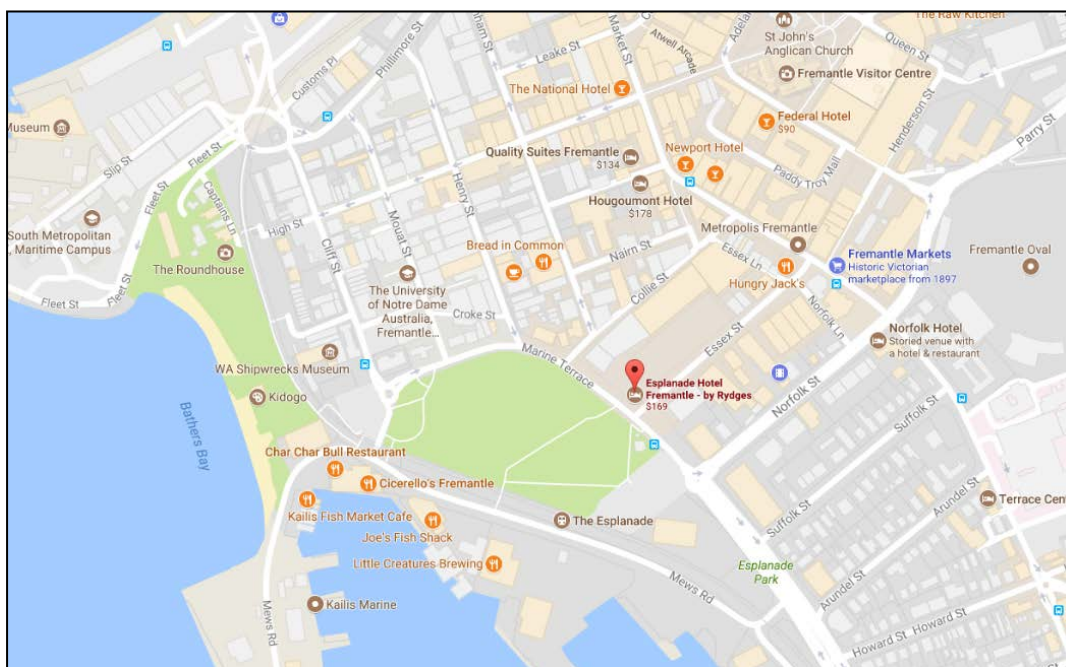 The Raw Kitchen
St John's
Anglican Church
Adela
Queen St
Atwell Arcade
Market St
Leake St
Phillimore St
Customs Pl
Fremantle Visitor Centre
The National Hotel
Henderson St
Federal Hotel
$90
Parry St
Museum
Slip St
Fleet St
Quality Suites Fremantle
$134
Newport Hotel
Paddy Troy Mall
Hougoumont Hotel
$178
Henry St
Fleet St
Captains Ln
High St
Mouat St
South Metropolitan
Maritime Campus
Metropolis Fremantle
Nairn St
Bread in Common
Essex Ln
Fremantle Markets
Historic Victorian
marketplace from 1897
Fremantle Oval
The Roundhouse
Cliff St
Collie St
Hungry Jack's
The University
of Notre Dame
Australia,
Fremantle...
Fleet St
Fleet St
Croke St
Essex St
Norfolk Ln
Norfolk Hotel
Storied venue with
a hotel & restaurant
Marine Terrace
WA Shipwrecks Museum
Esplanade Hotel
Fremantle - by Rydges
$169
Kidogo
Norfolk St
Suffolk St
Bathers Bay
Char Char Bull Restaurant
Cicerello's Fremantle
Kailis Fish Market Cafe
Joe's Fish Shack
The Esplanade
Suffolk St
Arundel St
Terrace Cent
Little Creatures Brewing
Esplanade
Park
Mews Rd
Arundel St
Kailis Marine
Mews Rd
Howard St
Howard St